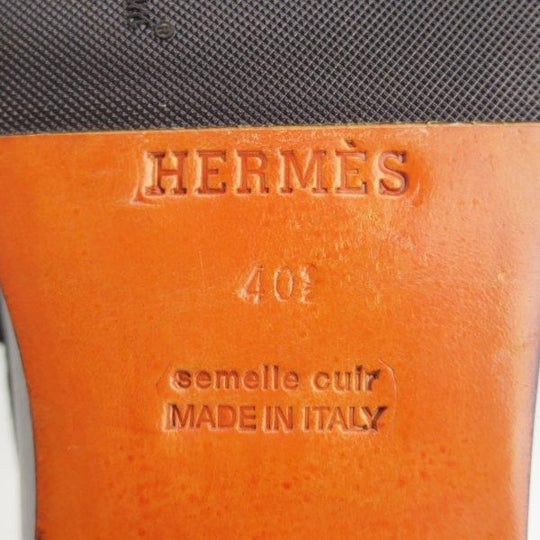 HERMÈS
40½
semelle cuir
MADE IN ITALY